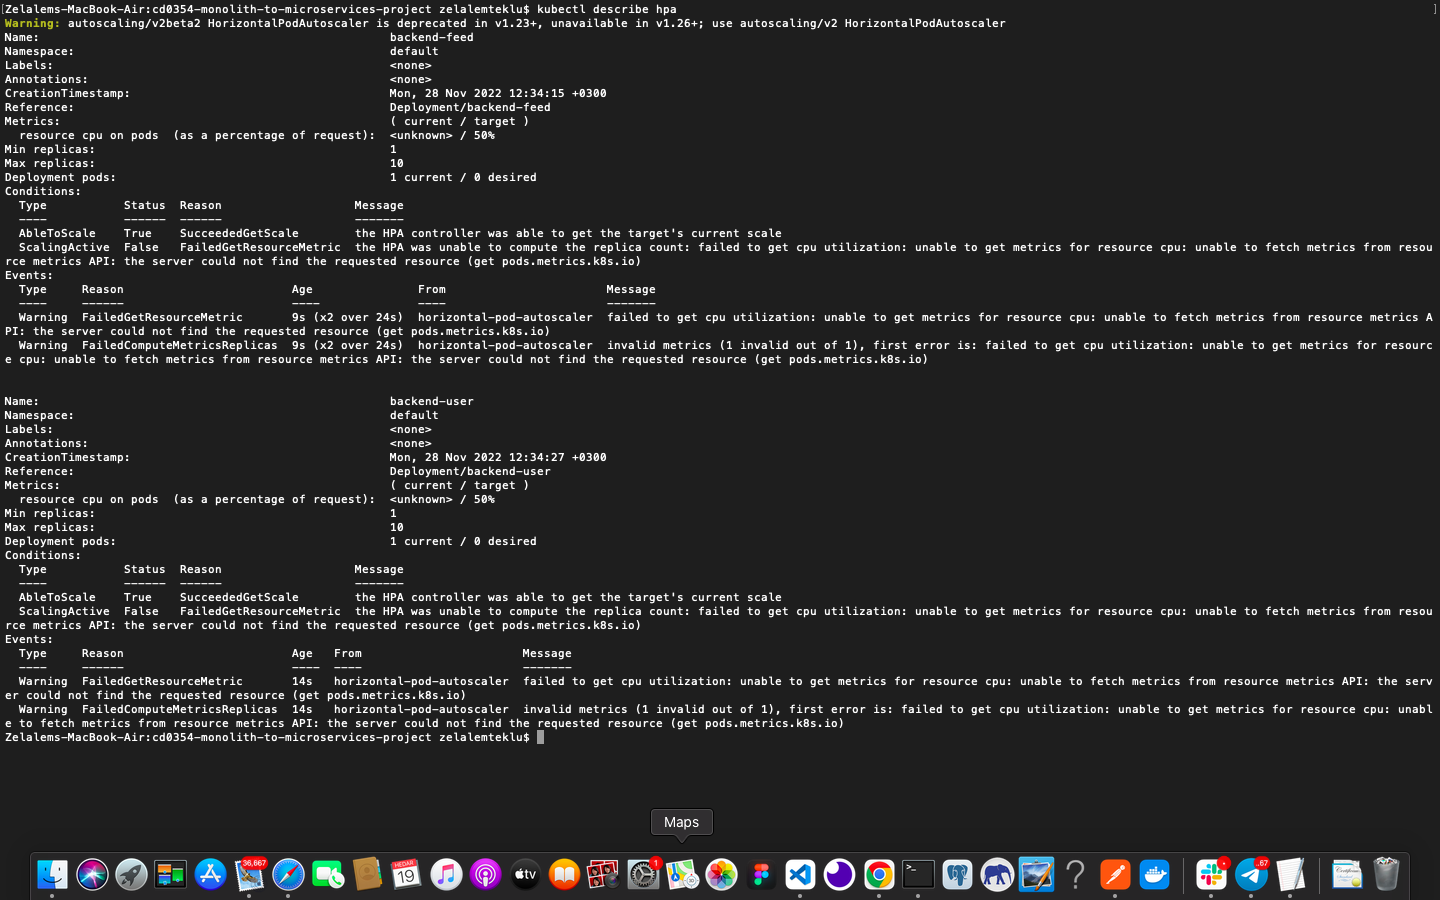 Zelalems-MacBook-Air:cd0354-monolith-to-microservices-project zelalemteklu$ kubectl describe hpa
Warning: autoscaling/v2beta2 HorizontalPodAutoscaler is deprecated in v1.23+, unavailable in v1.26+; use autoscaling/v2 HorizontalPodAutoscaler
Name: backend-feed
Namespace: default
Labels: <none>
Annotations: <none>
CreationTimestamp: Mon, 28 Nov 2022 12:34:15 +0300
Reference: Deployment/backend-feed
Metrics: ( current / target )
resource cpu on pods (as a percentage of request): <unknown> / 50%
Min replicas: 1
Max replicas: 10
Deployment pods: 1 current / 0 desired
Conditions:
Type Status Reason Message
---- ------ ------ -------
AbleToScale True SucceededGetScale the HPA controller was able to get the target's current scale
ScalingActive False FailedGetResourceMetric the HPA was unable to compute the replica count: failed to get cpu utilization: unable to get metrics for resource cpu: unable to fetch metrics from resou
rce metrics API: the server could not find the requested resource (get pods.metrics.k8s.io)
Events:
Type Reason Age From Message
---- ------ ---- ---- -------
Warning FailedGetResourceMetric 9s (x2 over 24s) horizontal-pod-autoscaler failed to get cpu utilization: unable to get metrics for resource cpu: unable to fetch metrics from resource metrics A
PI: the server could not find the requested resource (get pods.metrics.k8s.io)
Warning FailedComputeMetricsReplicas 9s (x2 over 24s) horizontal-pod-autoscaler invalid metrics (1 invalid out of 1), first error is: failed to get cpu utilization: unable to get metrics for resourc
e cpu: unable to fetch metrics from resource metrics API: the server could not find the requested resource (get pods.metrics.k8s.io)
Name: backend-user
Namespace: default
Labels: <none>
Annotations: <none>
CreationTimestamp: Mon, 28 Nov 2022 12:34:27 +0300
Reference: Deployment/backend-user
Metrics: ( current / target )
resource cpu on pods (as a percentage of request): <unknown> / 50%
Min replicas: 1
Max replicas: 10
Deployment pods: 1 current / 0 desired
Conditions:
Type Status Reason Message
---- ------ ------ -------
AbleToScale True SucceededGetScale the HPA controller was able to get the target's current scale
ScalingActive False FailedGetResourceMetric the HPA was unable to compute the replica count: failed to get cpu utilization: unable to get metrics for resource cpu: unable to fetch metrics from resou
rce metrics API: the server could not find the requested resource (get pods.metrics.k8s.io)
Events:
Type Reason Age From Message
---- ------ ---- ---- -------
Warning FailedGetResourceMetric 14s horizontal-pod-autoscaler failed to get cpu utilization: unable to get metrics for resource cpu: unable to fetch metrics from resource metrics API: the serv
er could not find the requested resource (get pods.metrics.k8s.io)
Warning FailedComputeMetricsReplicas 14s horizontal-pod-autoscaler invalid metrics (1 invalid out of 1), first error is: failed to get cpu utilization: unable to get metrics for resource cpu: unabl
e to fetch metrics from resource metrics API: the server could not find the requested resource (get pods.metrics.k8s.io)
Zelalems-MacBook-Air:cd0354-monolith-to-microservices-project zelalemteklu$
Maps
36,667
HEDAR
19
tv
1